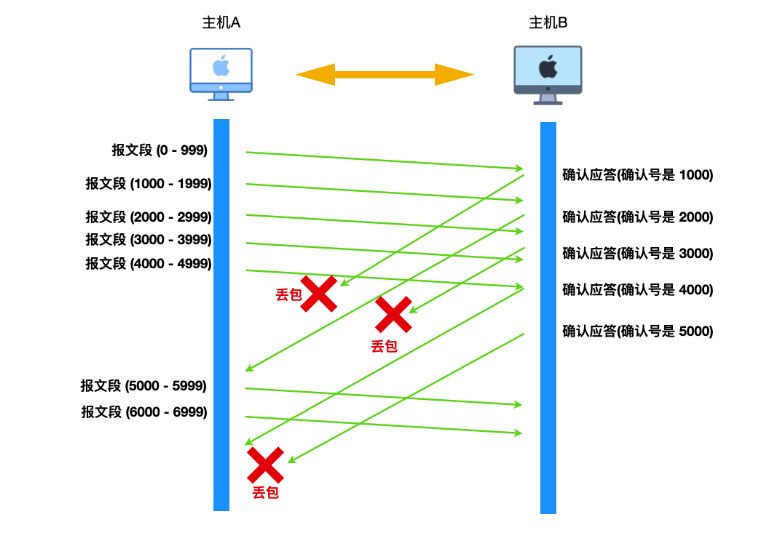 主机A
主机B
报文段 (0 - 999)
确认应答(确认号是 1000)
报文段 (1000 - 1999)
报文段 (2000 - 2999)
确认应答(确认号是 2000)
报文段 (3000 - 3999)
确认应答(确认号是 3000)
报文段 (4000 - 4999)
确认应答(确认号是 4000)
丢包
确认应答(确认号是 5000)
丢包
报文段 (5000 - 5999)
报文段 (6000 - 6999)
丢包